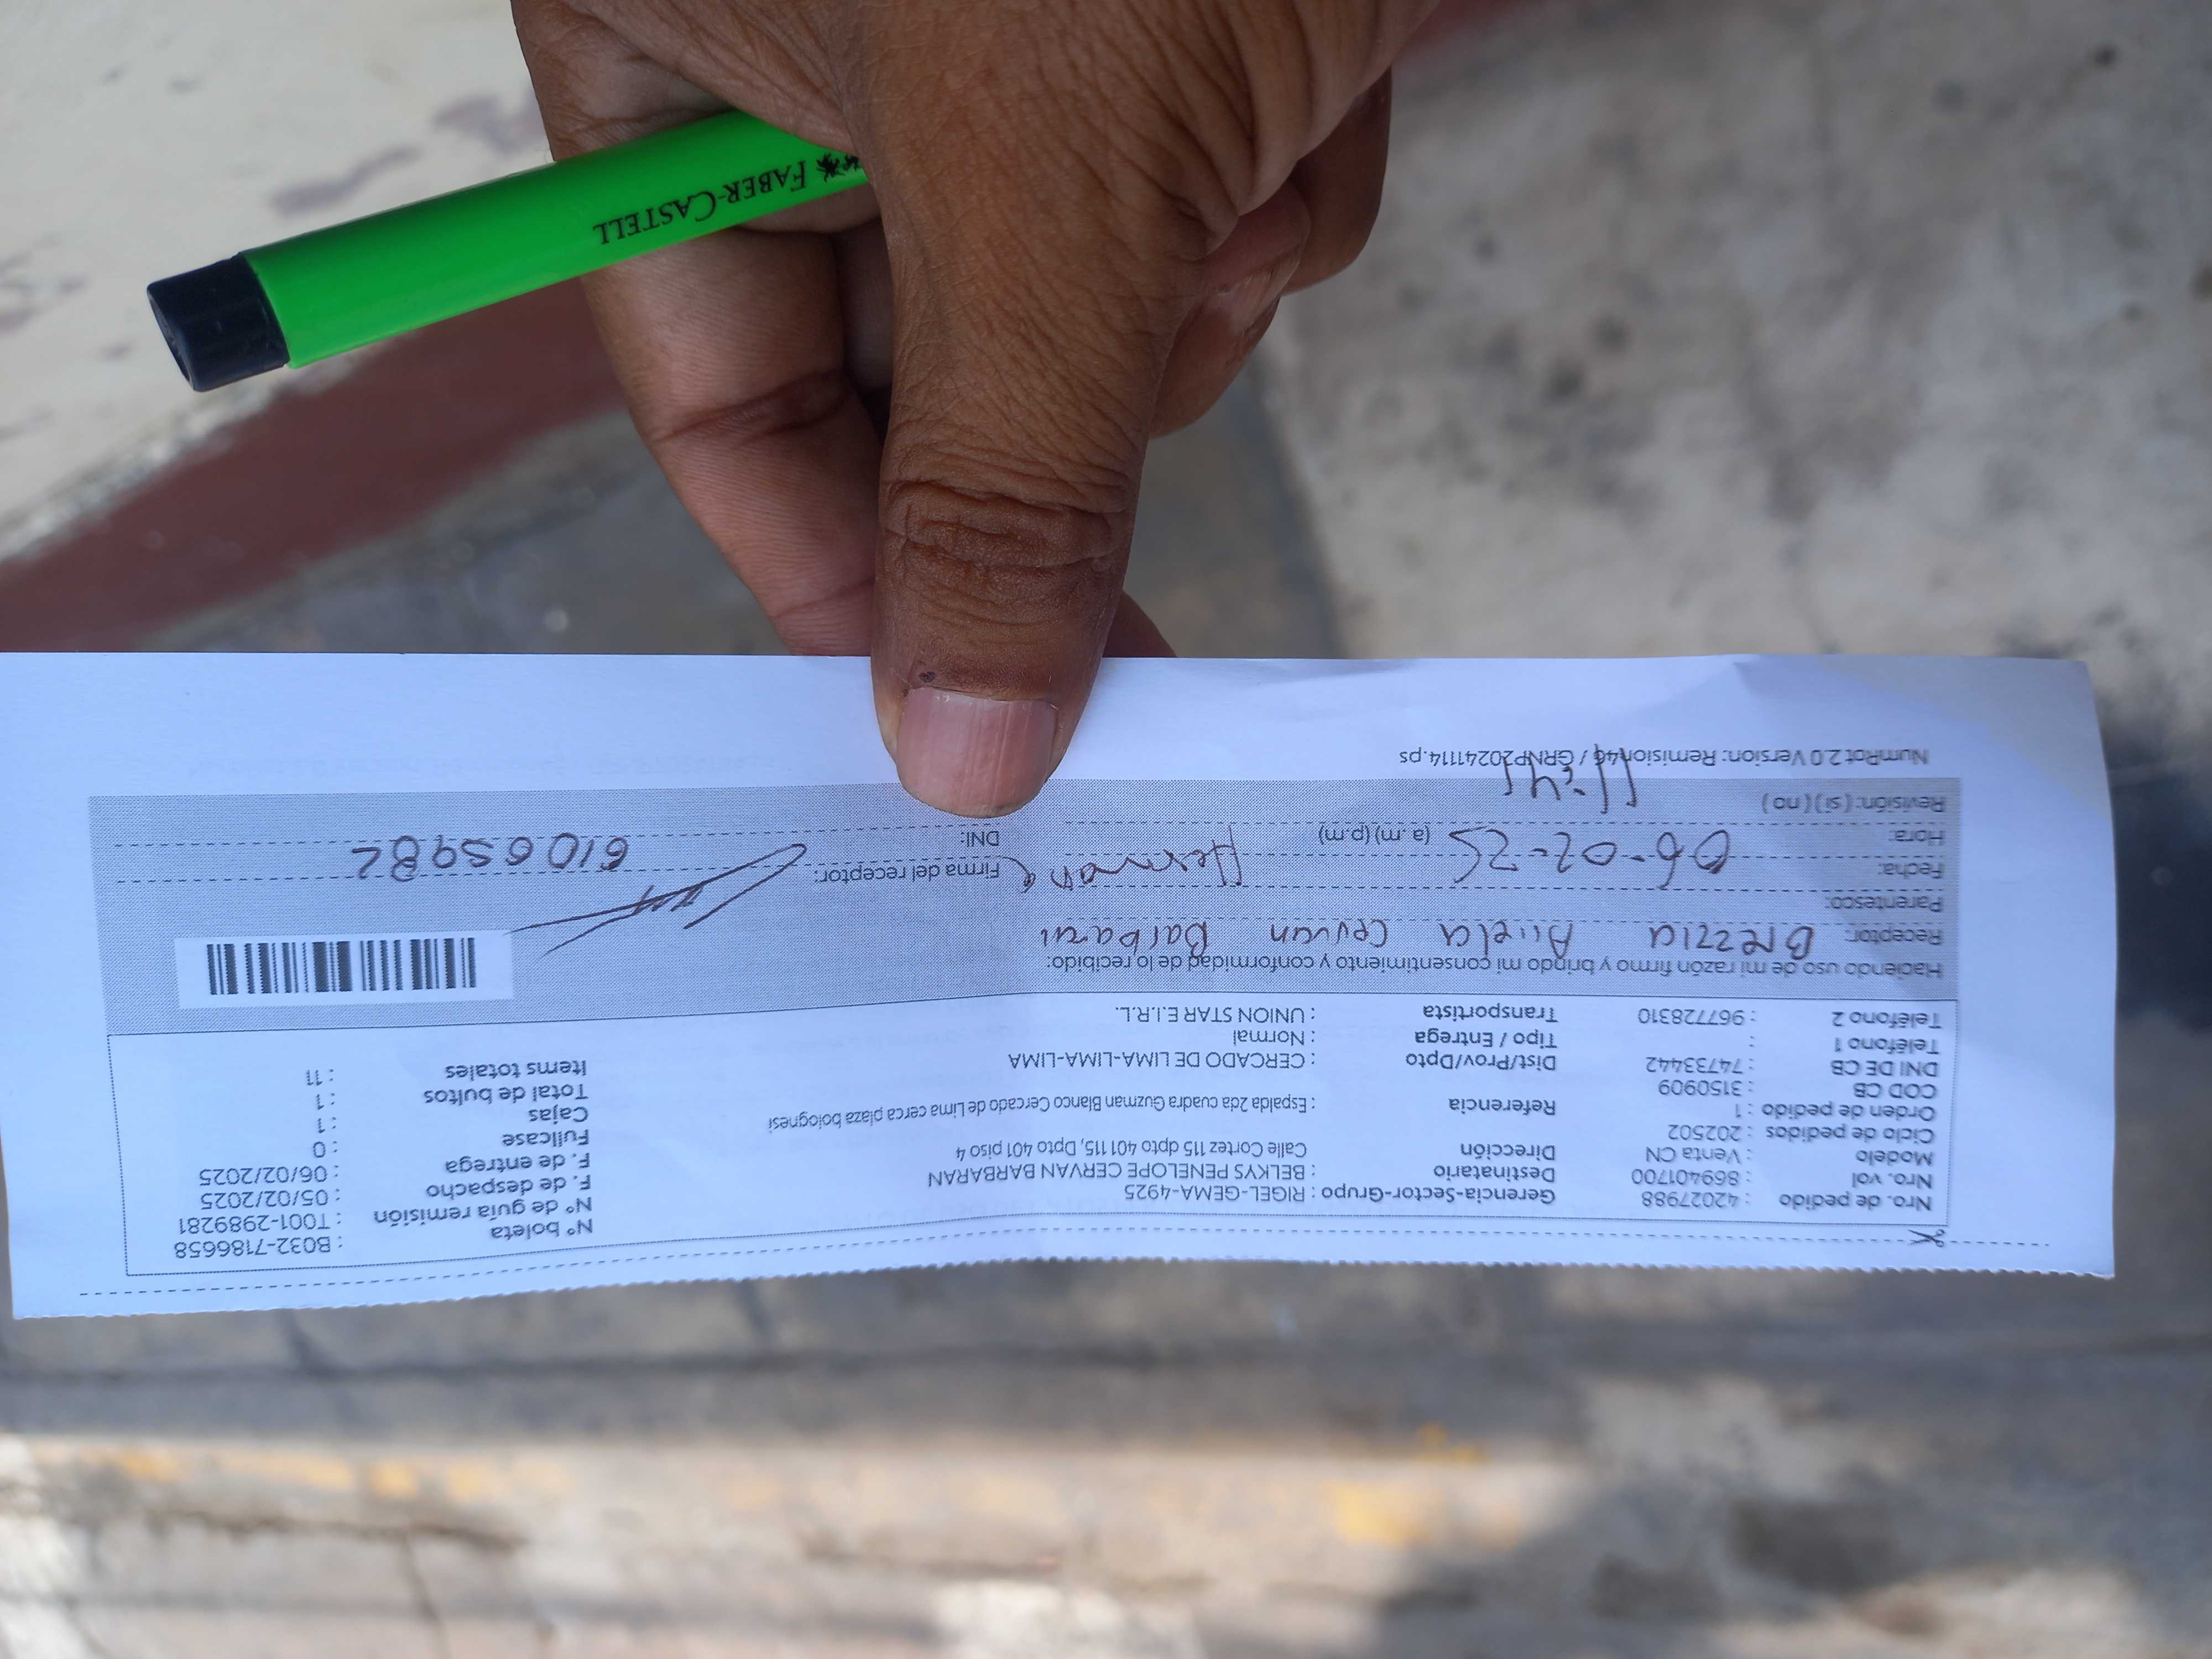 Nro. de pedido : 42027988 Gerencia-Sector-Grupo : RIGEL-GEMA-4925 N° boleta : B032-7186658
Nro. vol : 869401700 Destinatario : BELKYS PENELOPE CERVAN BARBARAN N° de guía remisión : T001-2989281
Modelo : Venta CN Dirección Calle Cortez 115 dpto 401 115, Dpto 401 piso 4 F. de despacho : 05/02/2025
Ciclo de pedidos : 202502 F. de entrega : 06/02/2025
Orden de pedido : 1 Referencia : Espalda 2da cuadra Guzman Blanco Cercado de Lima cerca plaza bolognesi Fullcase : 0
COD CB : 3150909 Cajas : 1
DNI DE CB : 74733442 Dist/Prov/Dpto : CERCADO DE LIMA-LIMA-LIMA Total de bultos : 1
Teléfono 1 : Tipo / Entrega : Normal Items totales : 11
Teléfono 2 : 967728310 Transportista : UNION STAR E.I.R.L.
Haciendo uso de mi razón firmo y brindo mi consentimiento y conformidad de lo recibido:
Receptor: Cervan Barbaran
Parentesco: Hermana
Fecha: 06-02-25 Firma del receptor:
Hora: (a.m) (p.m) DNI: 61065982
Revisión: ( si ) ( no ) 11:45
NumRot 2.0 Version: Remision46 / GRNP20241114.ps
FABER-CASTELL